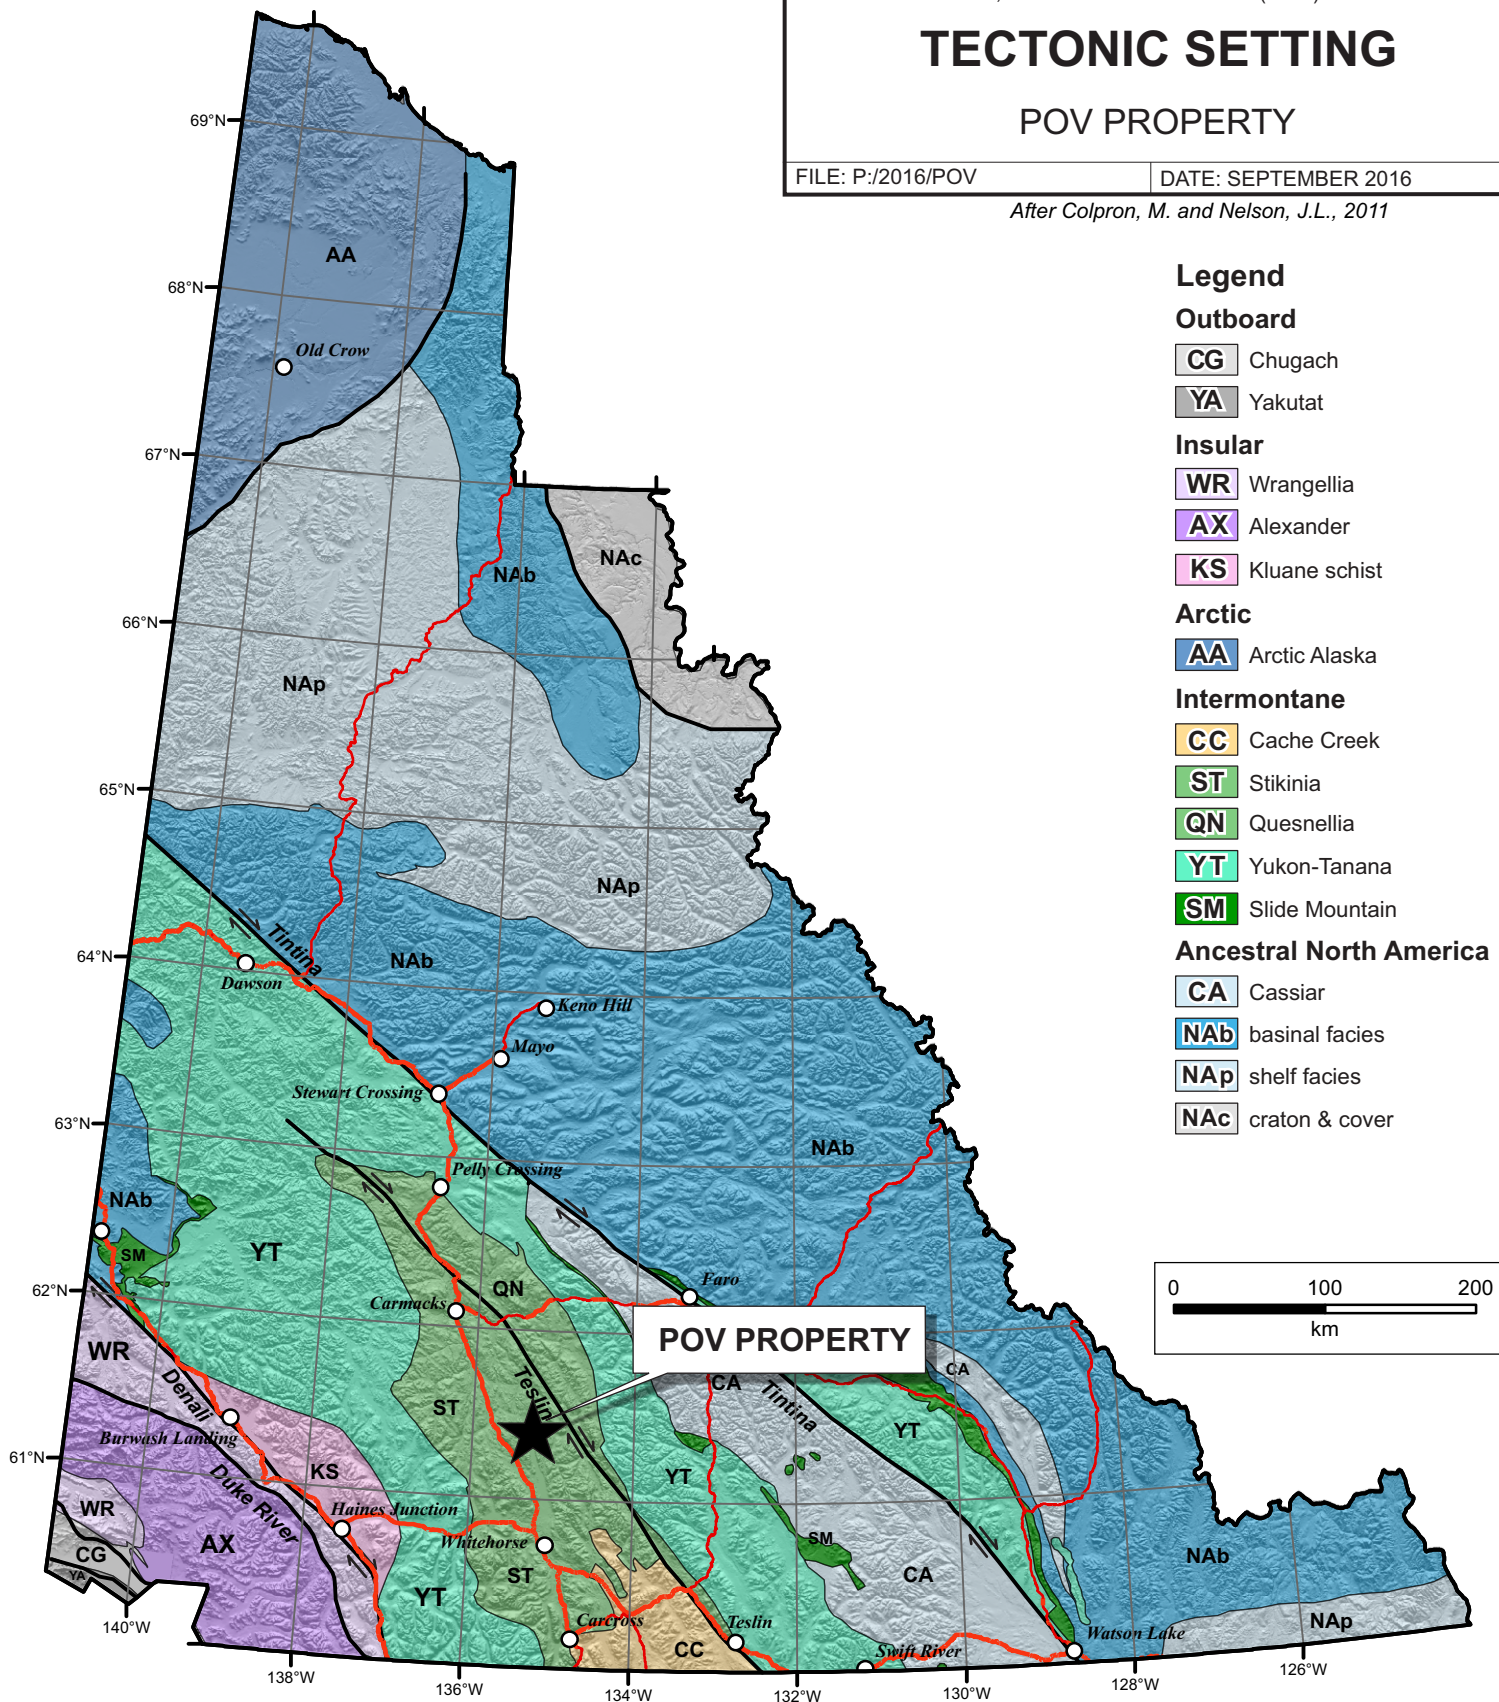 TECTONIC SETTING
POV PROPERTY
FILE: P:/2016/POV
DATE: SEPTEMBER 2016
After Colpron, M. and Nelson, J.L., 2011
Legend
Outboard
CG Chugach
YA Yakutat
Insular
WR Wrangellia
AX Alexander
KS Kluane schist
Arctic
AA Arctic Alaska
Intermontane
CC Cache Creek
ST Stikinia
QN Quesnellia
YT Yukon-Tanana
SM Slide Mountain
Ancestral North America
CA Cassiar
NAb basinal facies
NAp shelf facies
NAc craton & cover
0 100 200
km
69°N
68°N
67°N
66°N
65°N
64°N
63°N
62°N
61°N
140°W
138°W
136°W
134°W
132°W
130°W
128°W
126°W
AA
Old Crow
NAc
NAb
NAp
NAp
Tintina
NAb
Dawson
Keno Hill
Mayo
Stewart Crossing
NAb
Pelly Crossing
NAb
SM
YT
QN
Faro
Carmacks
POV PROPERTY
WR
CA
CA
Denali
Teslin
Tintina
ST
YT
Burwash Landing
KS
YT
Duke River
WR
Haines Junction
AX
Whitehorse
SM
CG
YA
ST
CA
NAb
YT
Carcross
Teslin
NAp
CC
Swift River
Watson Lake